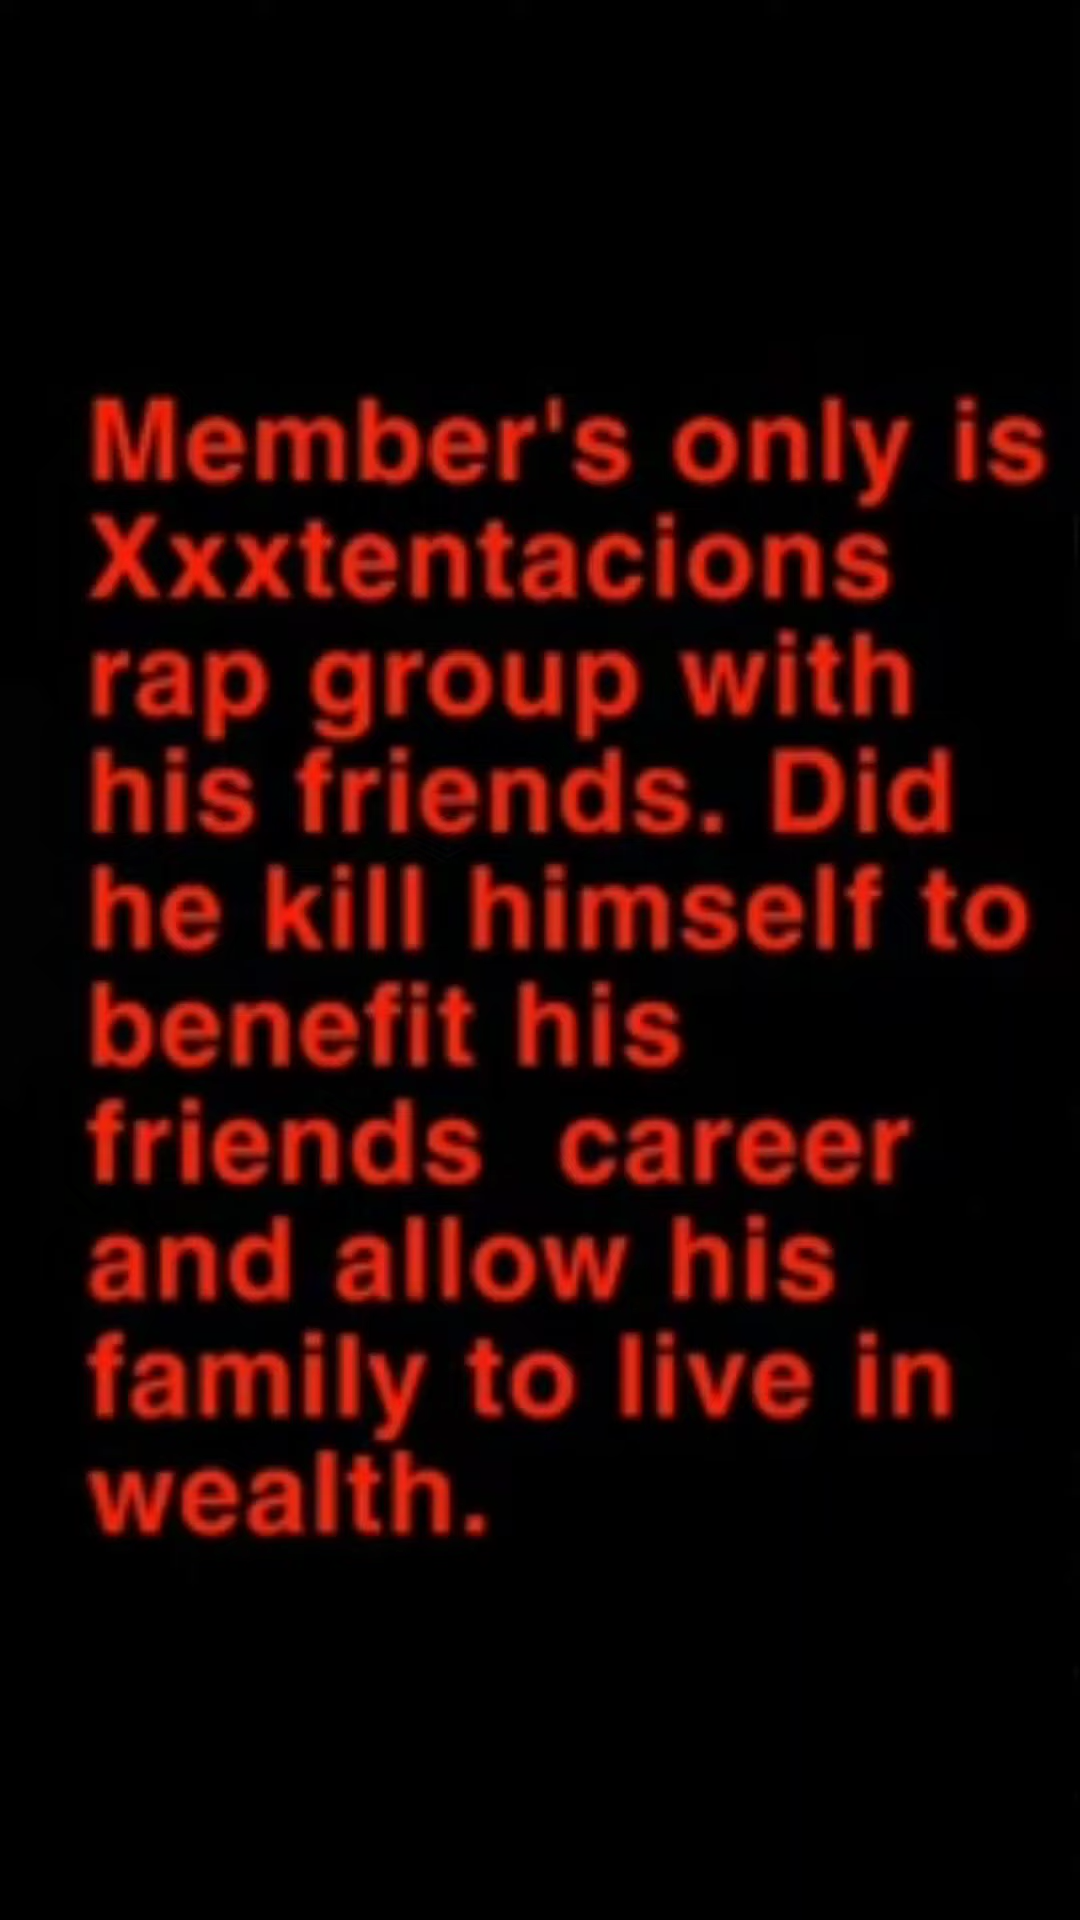 Member's only is
Xxxtentacions
rap group with
his friends. Did
he kill himself to
benefit his
friends  career
and allow his
family to live in
wealth.